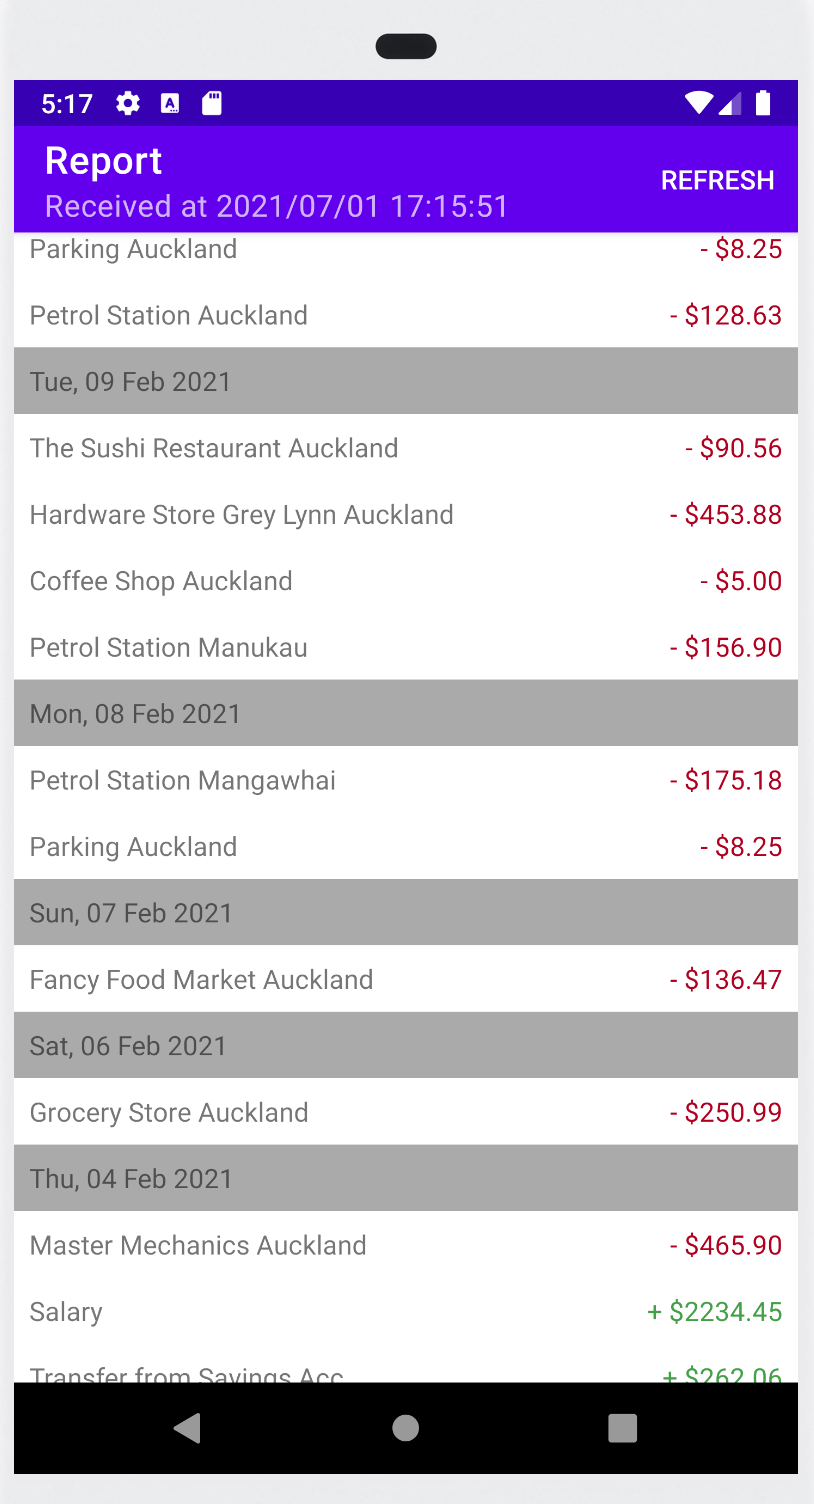 5:17
Report
Received at 2021/07/01 17:15:51
REFRESH
Parking Auckland - $8.25
Petrol Station Auckland - $128.63
Tue, 09 Feb 2021
The Sushi Restaurant Auckland - $90.56
Hardware Store Grey Lynn Auckland - $453.88
Coffee Shop Auckland - $5.00
Petrol Station Manukau - $156.90
Mon, 08 Feb 2021
Petrol Station Mangawhai - $175.18
Parking Auckland - $8.25
Sun, 07 Feb 2021
Fancy Food Market Auckland - $136.47
Sat, 06 Feb 2021
Grocery Store Auckland - $250.99
Thu, 04 Feb 2021
Master Mechanics Auckland - $465.90
Salary + $2234.45
Transfer from Savings Acc + $262.06